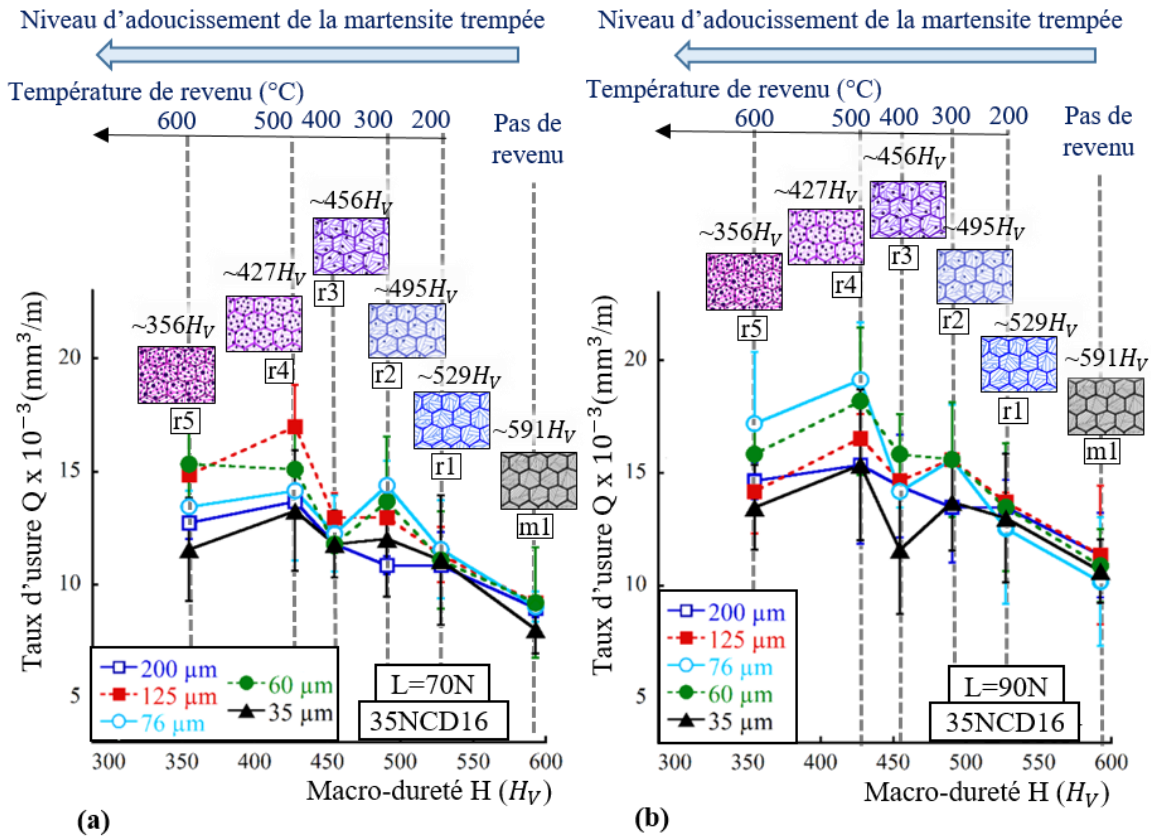 Niveau d’adoucissement de la martensite trempée
Température de revenu (°C)
600 500 400 300 200
Pas de
revenu
~456H_V
~427H_V
r3
~495H_V
~356H_V
r4
r2
~529H_V
r5
r1
~591H_V
m1
Taux d’usure Q x 10⁻³ (mm³/m)
20
15
10
5
200 µm
125 µm
76 µm
60 µm
35 µm
L=70N
35NCD16
300 350 400 450 500 550 600
Macro-dureté H (H_V)
(a)
Niveau d’adoucissement de la martensite trempée
Température de revenu (°C)
600 500 400 300 200
Pas de
revenu
~456H_V
~427H_V
~356H_V
r3
~495H_V
r4
r5
r2
~529H_V
~591H_V
r1
m1
Taux d’usure Q x 10⁻³ (mm³/m)
20
15
10
5
200 µm
125 µm
76 µm
60 µm
35 µm
L=90N
35NCD16
300 350 400 450 500 550 600
Macro-dureté H (H_V)
(b)